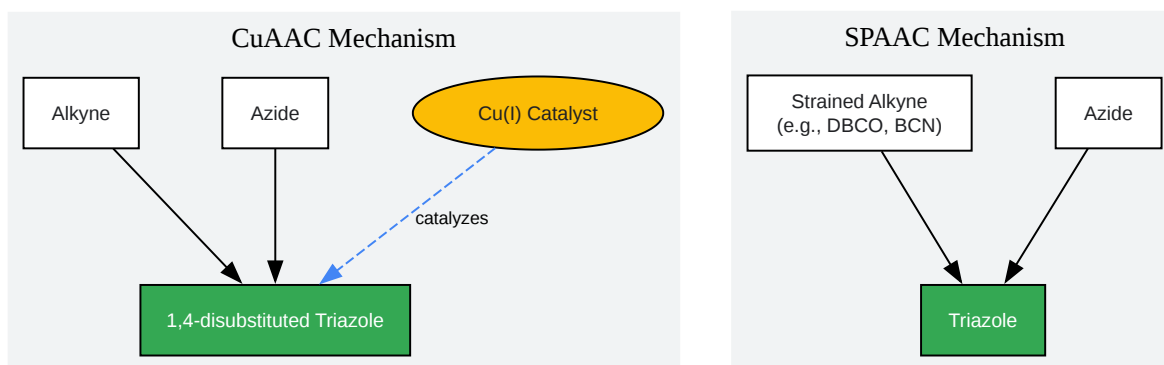 CuAAC Mechanism
Alkyne
Azide
Cu(I) Catalyst
catalyzes
1,4-disubstituted Triazole
SPAAC Mechanism
Strained Alkyne
(e.g., DBCO, BCN)
Azide
Triazole